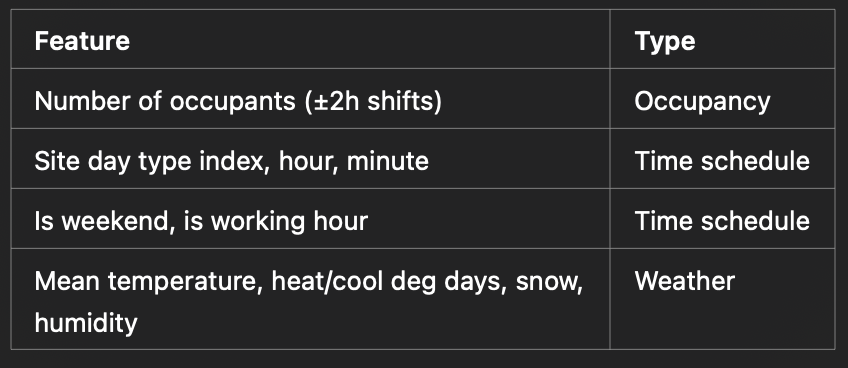 Feature Type
Number of occupants (±2h shifts) Occupancy
Site day type index, hour, minute Time schedule
Is weekend, is working hour Time schedule
Mean temperature, heat/cool deg days, snow, Weather
humidity